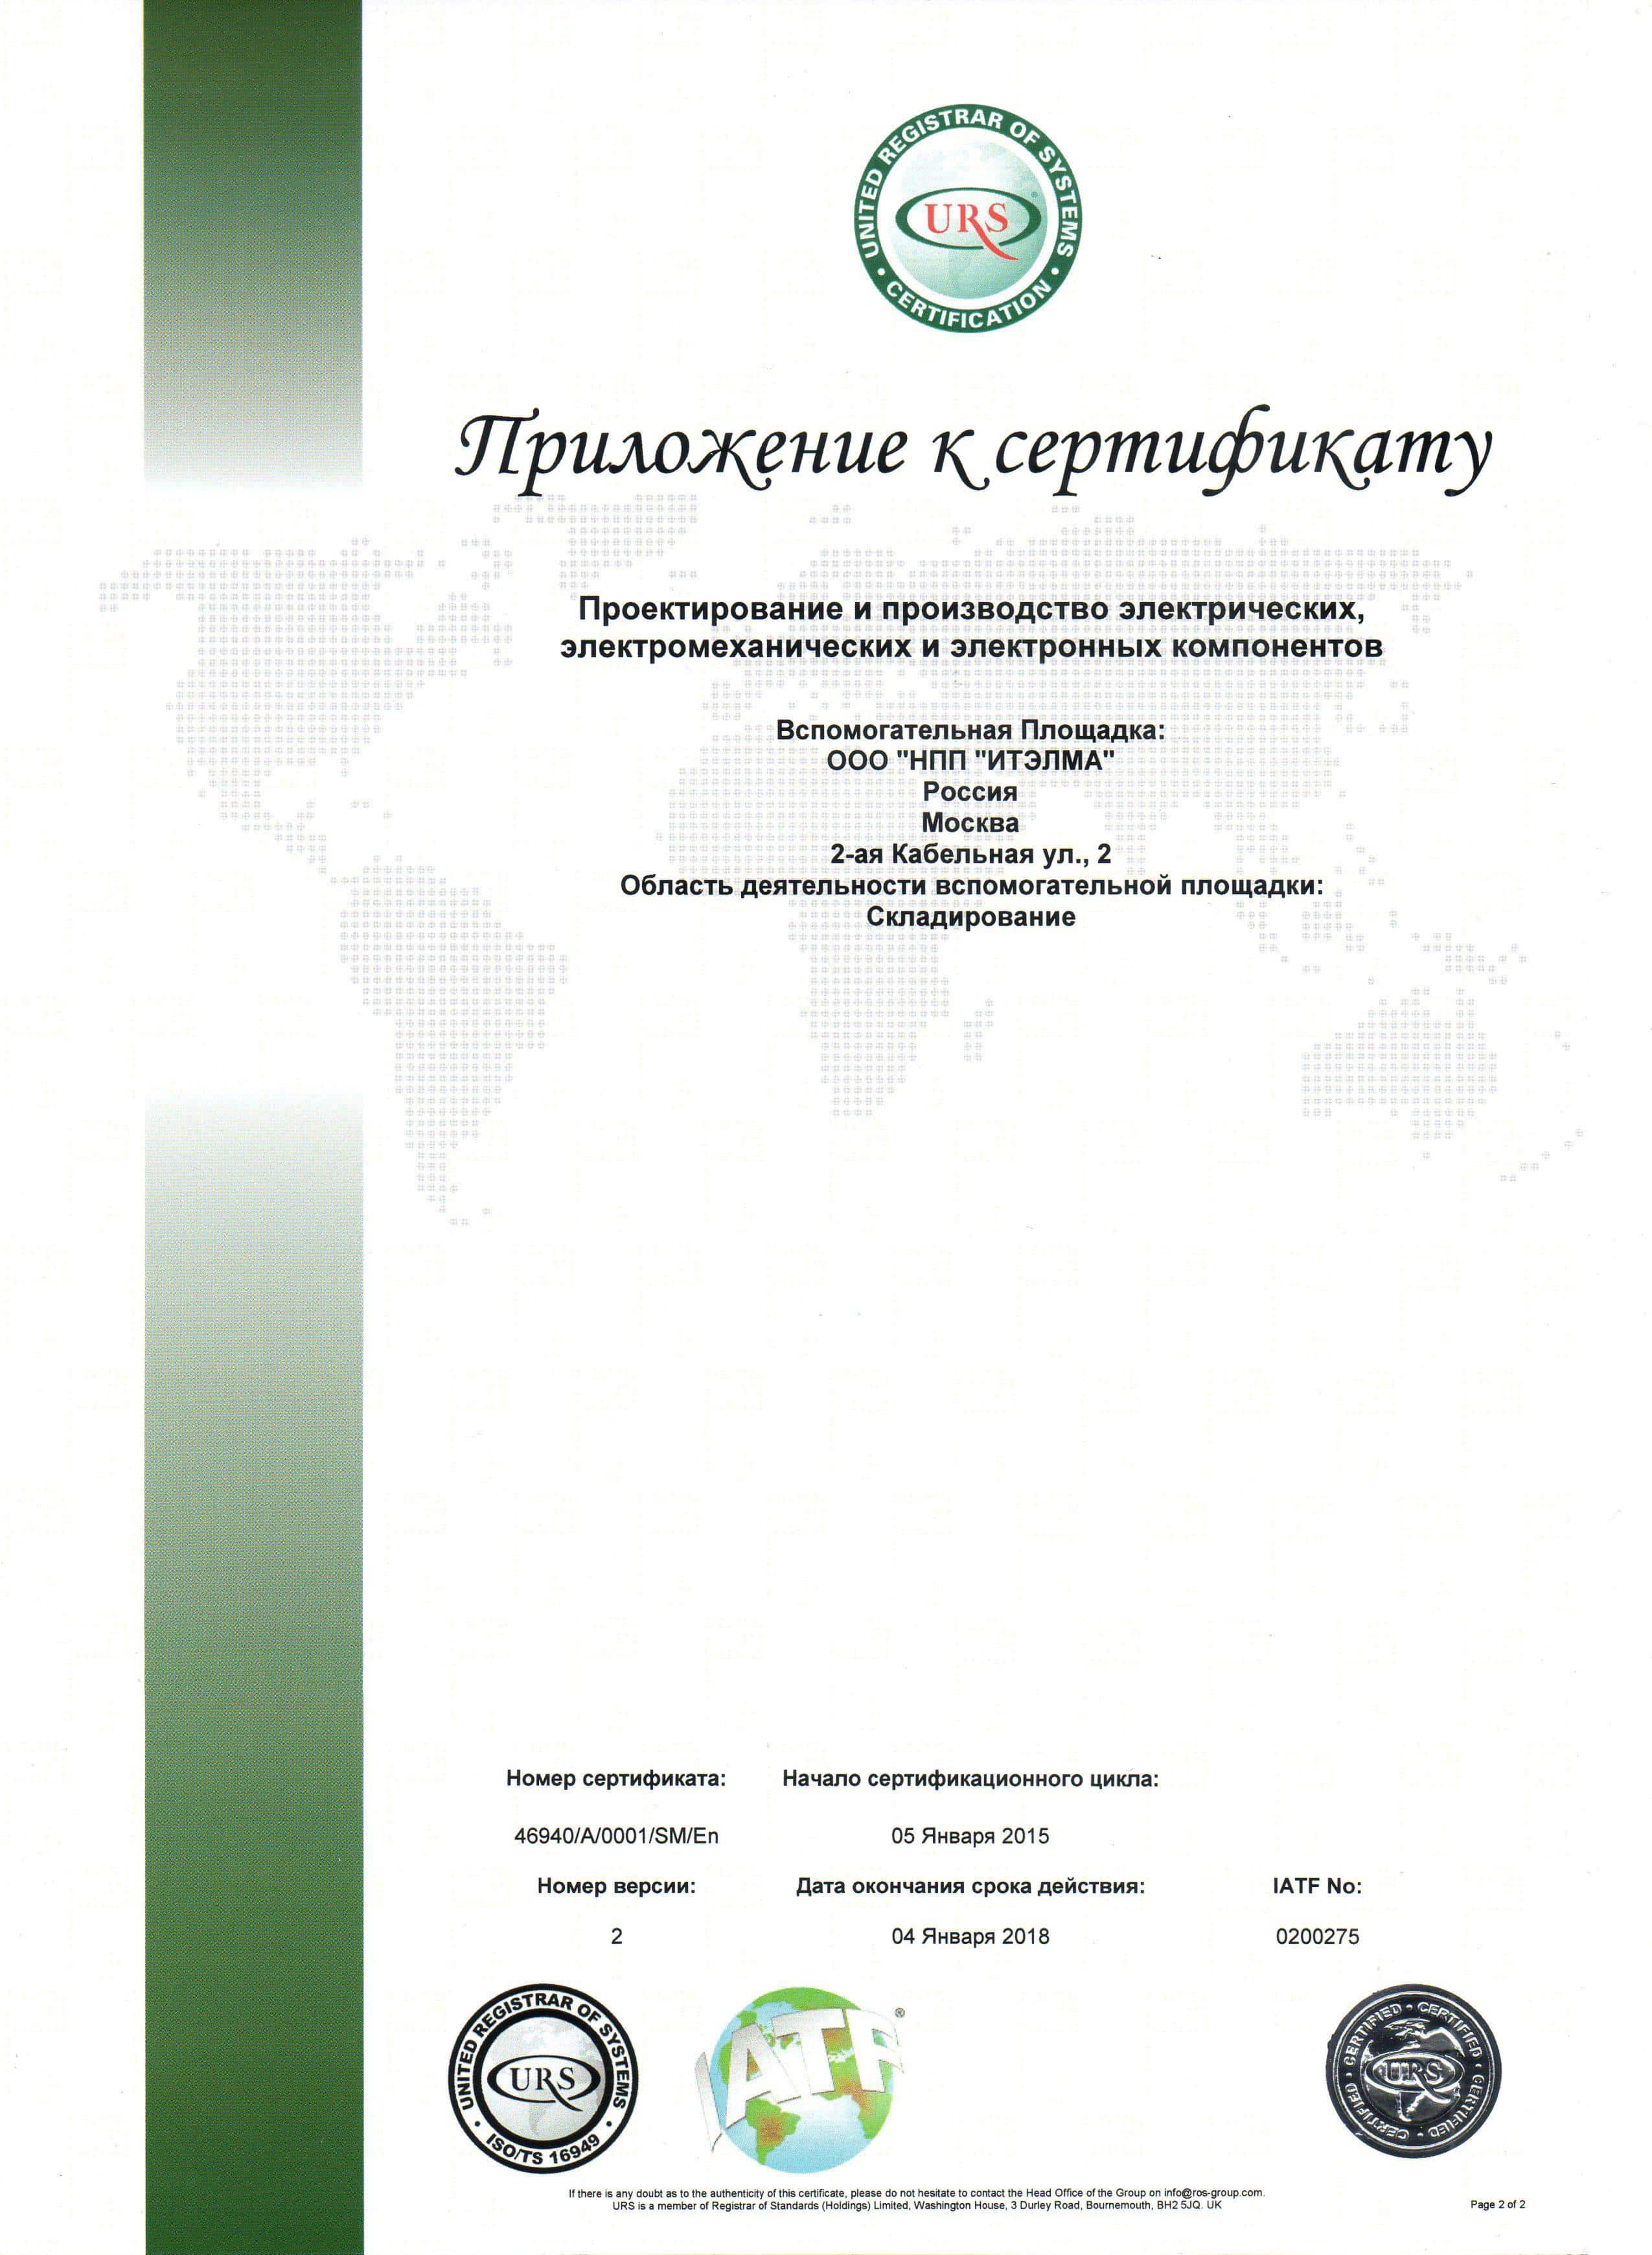 UNITED REGISTRAR OF SYSTEMS
URS
CERTIFICATION
Приложение к сертификату
Проектирование и производство электрических,
электромеханических и электронных компонентов
Вспомогательная Площадка:
ООО "НПП "ИТЭЛМА"
Россия
Москва
2-ая Кабельная ул., 2
Область деятельности вспомогательной площадки:
Складирование
Номер сертификата: Начало сертификационного цикла:
46940/A/0001/SM/En 05 Января 2015
Номер версии: Дата окончания срока действия: IATF No:
2 04 Января 2018 0200275
UNITED REGISTRAR OF SYSTEMS
URS
ISO/TS 16949
IATF ®
CERTIFIED • CERTIFIED • CERTIFIED • CERTIFIED • CERTIFIED
URS
If there is any doubt as to the authenticity of this certificate, please do not hesitate to contact the Head Office of the Group on info@ros-group.com.
URS is a member of Registrar of Standards (Holdings) Limited, Washington House, 3 Durley Road, Bournemouth, BH2 5JQ. UK
Page 2 of 2